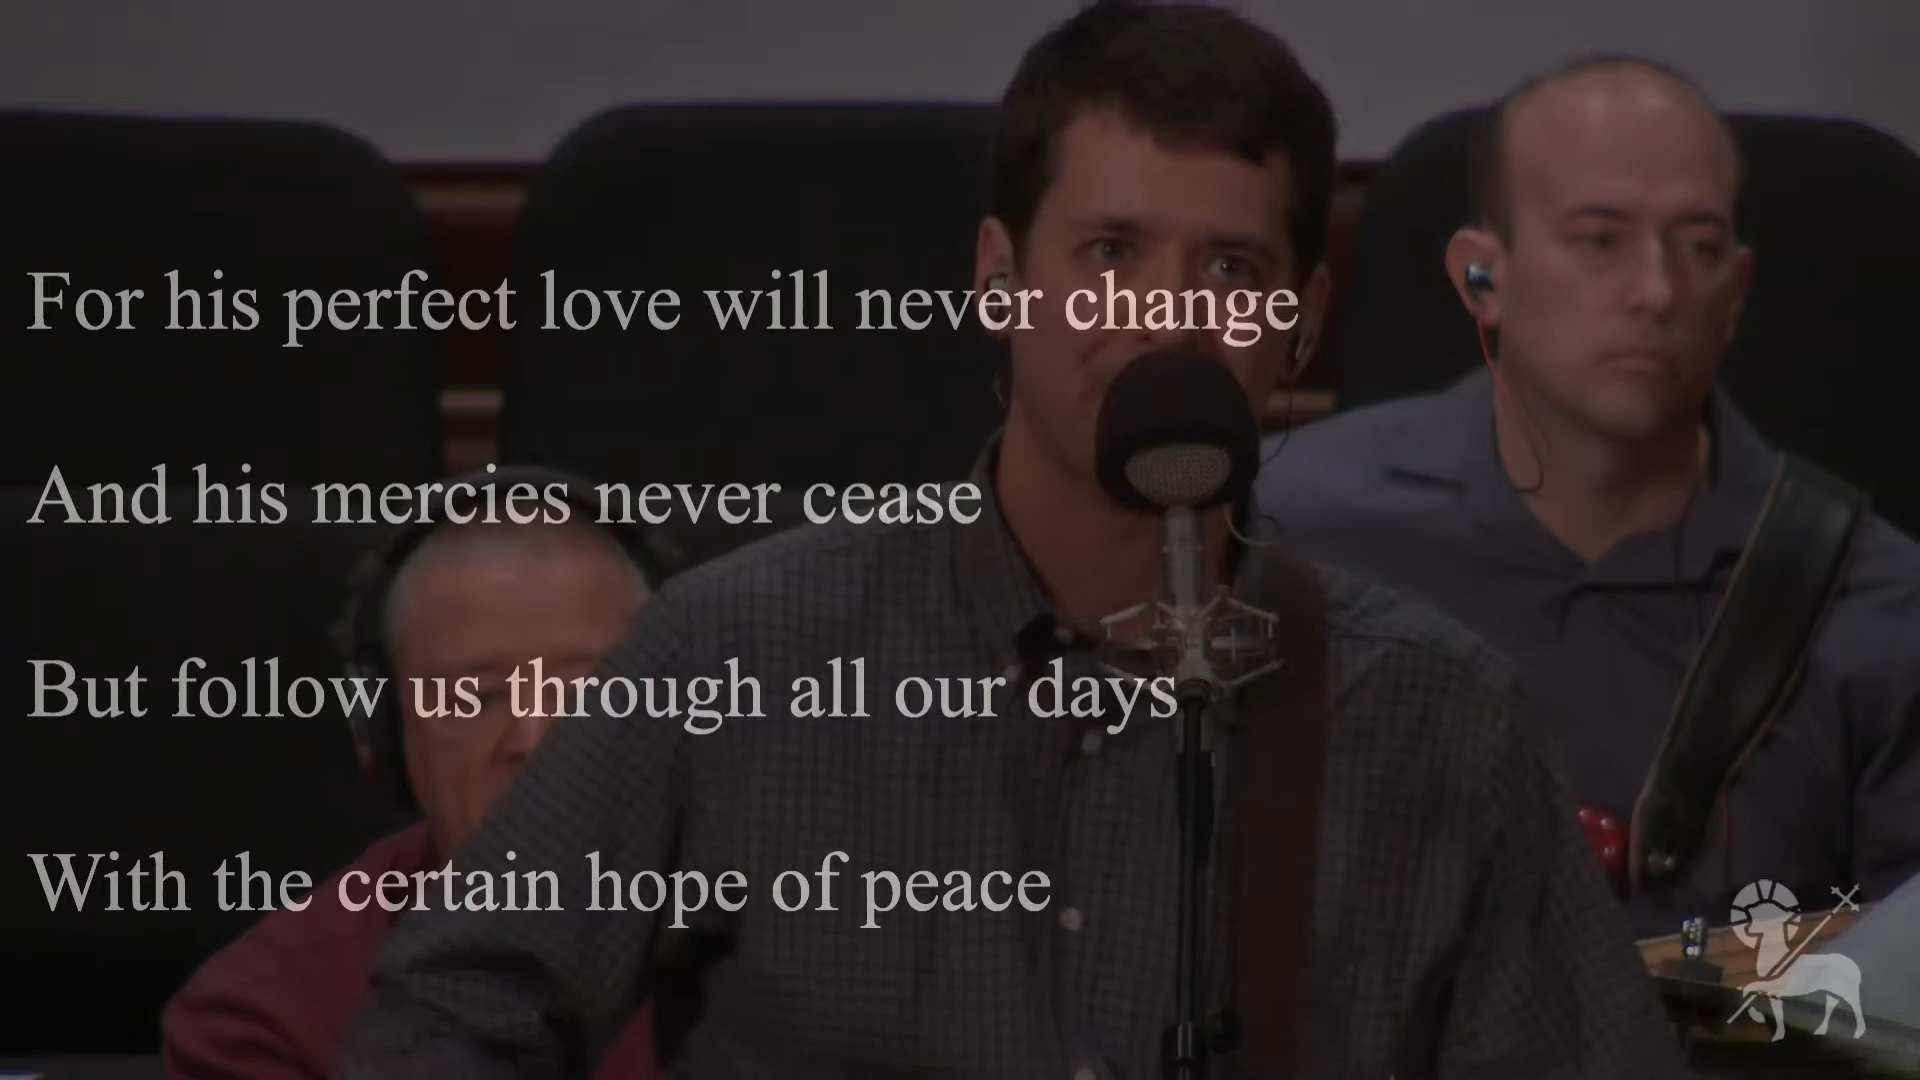 For his perfect love will never change
And his mercies never cease
But follow us through all our days
With the certain hope of peace